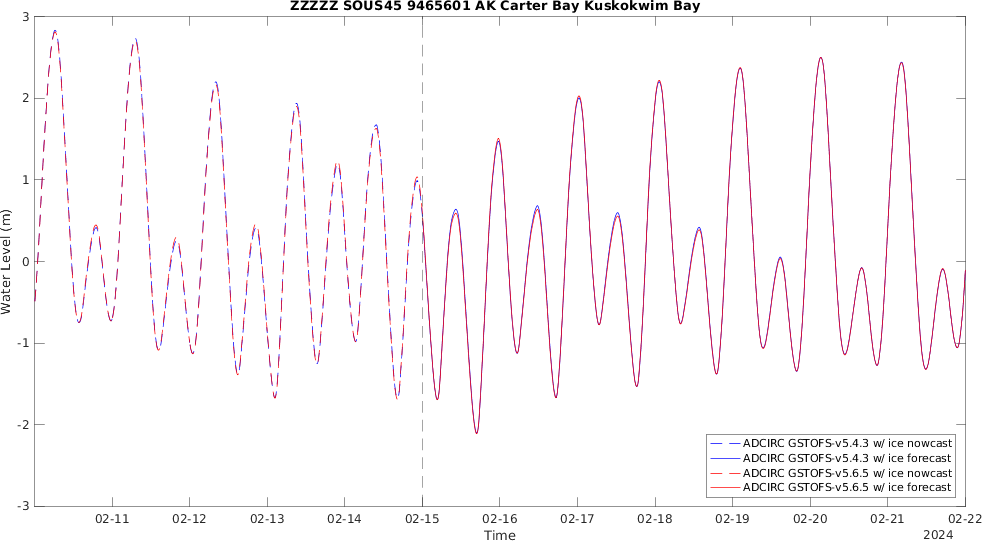 ZZZZZ SOUS45 9465601 AK Carter Bay Kuskokwim Bay
3
2
1
0
-1
-2
-3
Water Level (m)
ADCIRC GSTOFS-v5.4.3 w/ ice nowcast
ADCIRC GSTOFS-v5.4.3 w/ ice forecast
ADCIRC GSTOFS-v5.6.5 w/ ice nowcast
ADCIRC GSTOFS-v5.6.5 w/ ice forecast
02-11 02-12 02-13 02-14 02-15 02-16 02-17 02-18 02-19 02-20 02-21 02-22
Time
2024